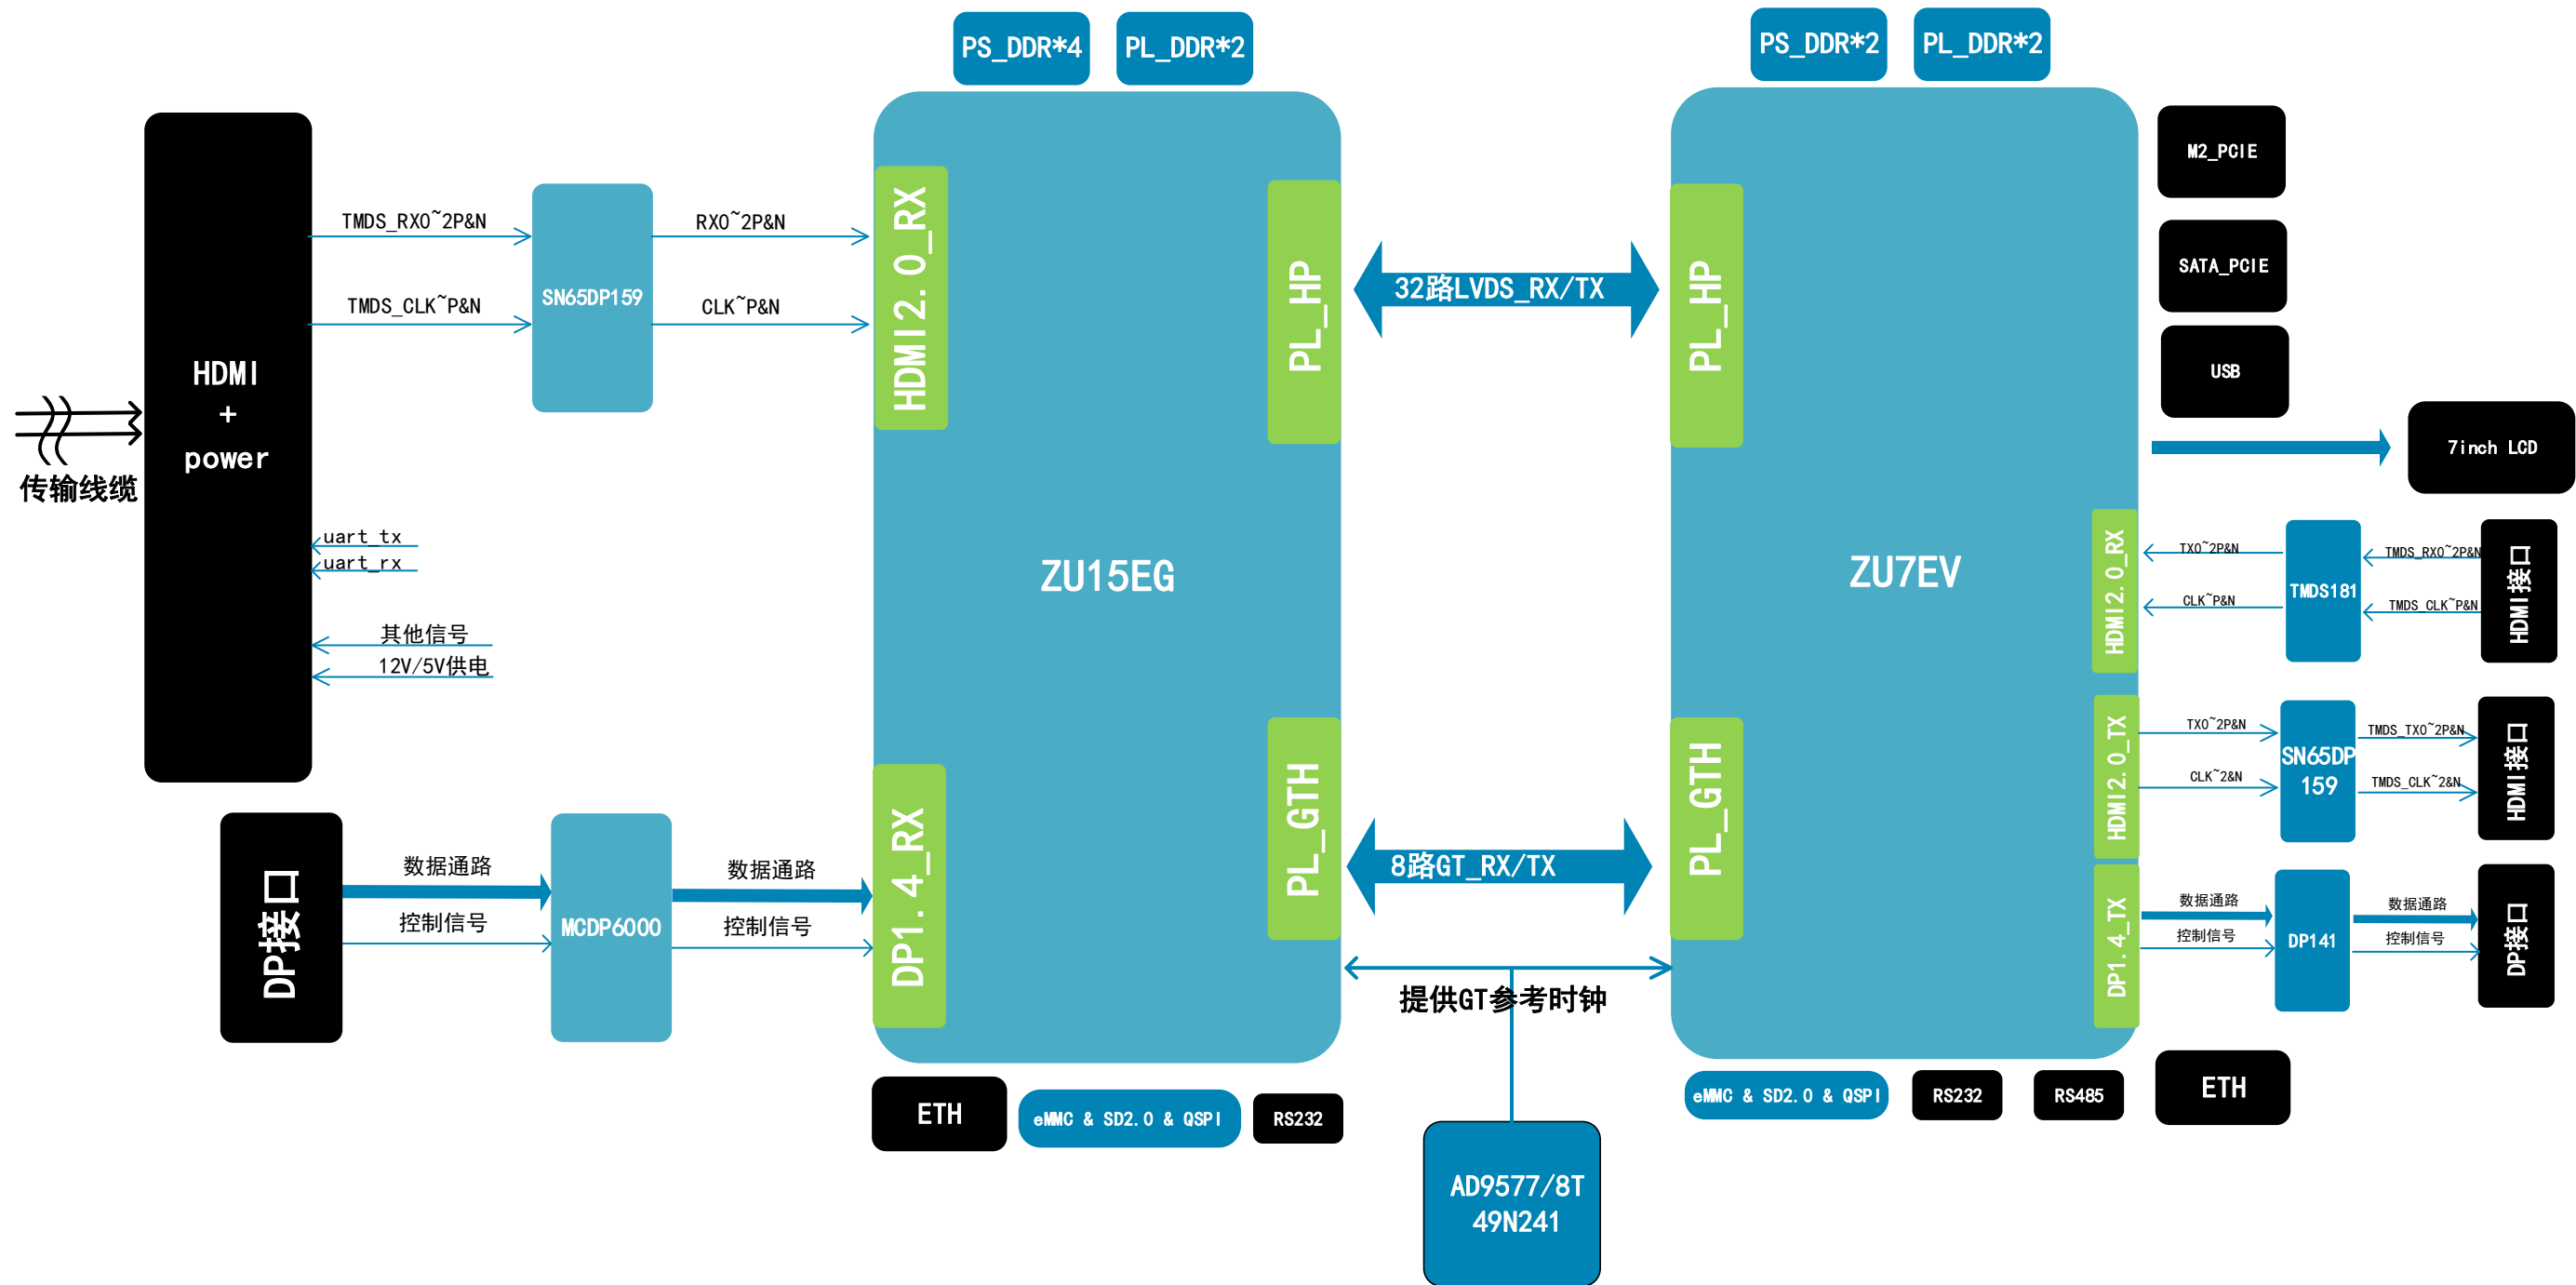 PS_DDR*4
PL_DDR*2
PS_DDR*2
PL_DDR*2
HDMI
+
power
传输线缆
TMDS_RX0~2P&N
TMDS_CLK~P&N
SN65DP159
RX0~2P&N
CLK~P&N
HDMI2.0_RX
PL_HP
32路LVDS_RX/TX
PL_HP
M2_PCIE
SATA_PCIE
USB
7inch LCD
uart_tx
uart_rx
其他信号
12V/5V供电
ZU15EG
ZU7EV
HDMI2.0_RX
TX0~2P&N
CLK~P&N
TMDS181
TMDS_RX0~2P&N
TMDS_CLK~P&N
HDMI接口
HDMI2.0_TX
TX0~2P&N
CLK~2&N
SN65DP
159
TMDS_TX0~2P&N
TMDS_CLK~2&N
HDMI接口
DP接口
数据通路
控制信号
MCDP6000
数据通路
控制信号
DP1.4_RX
PL_GTH
8路GT_RX/TX
PL_GTH
提供GT参考时钟
DP1.4_TX
数据通路
控制信号
DP141
数据通路
控制信号
DP接口
ETH
eMMC & SD2.0 & QSPI
RS232
eMMC & SD2.0 & QSPI
RS232
RS485
ETH
AD9577/8T
49N241